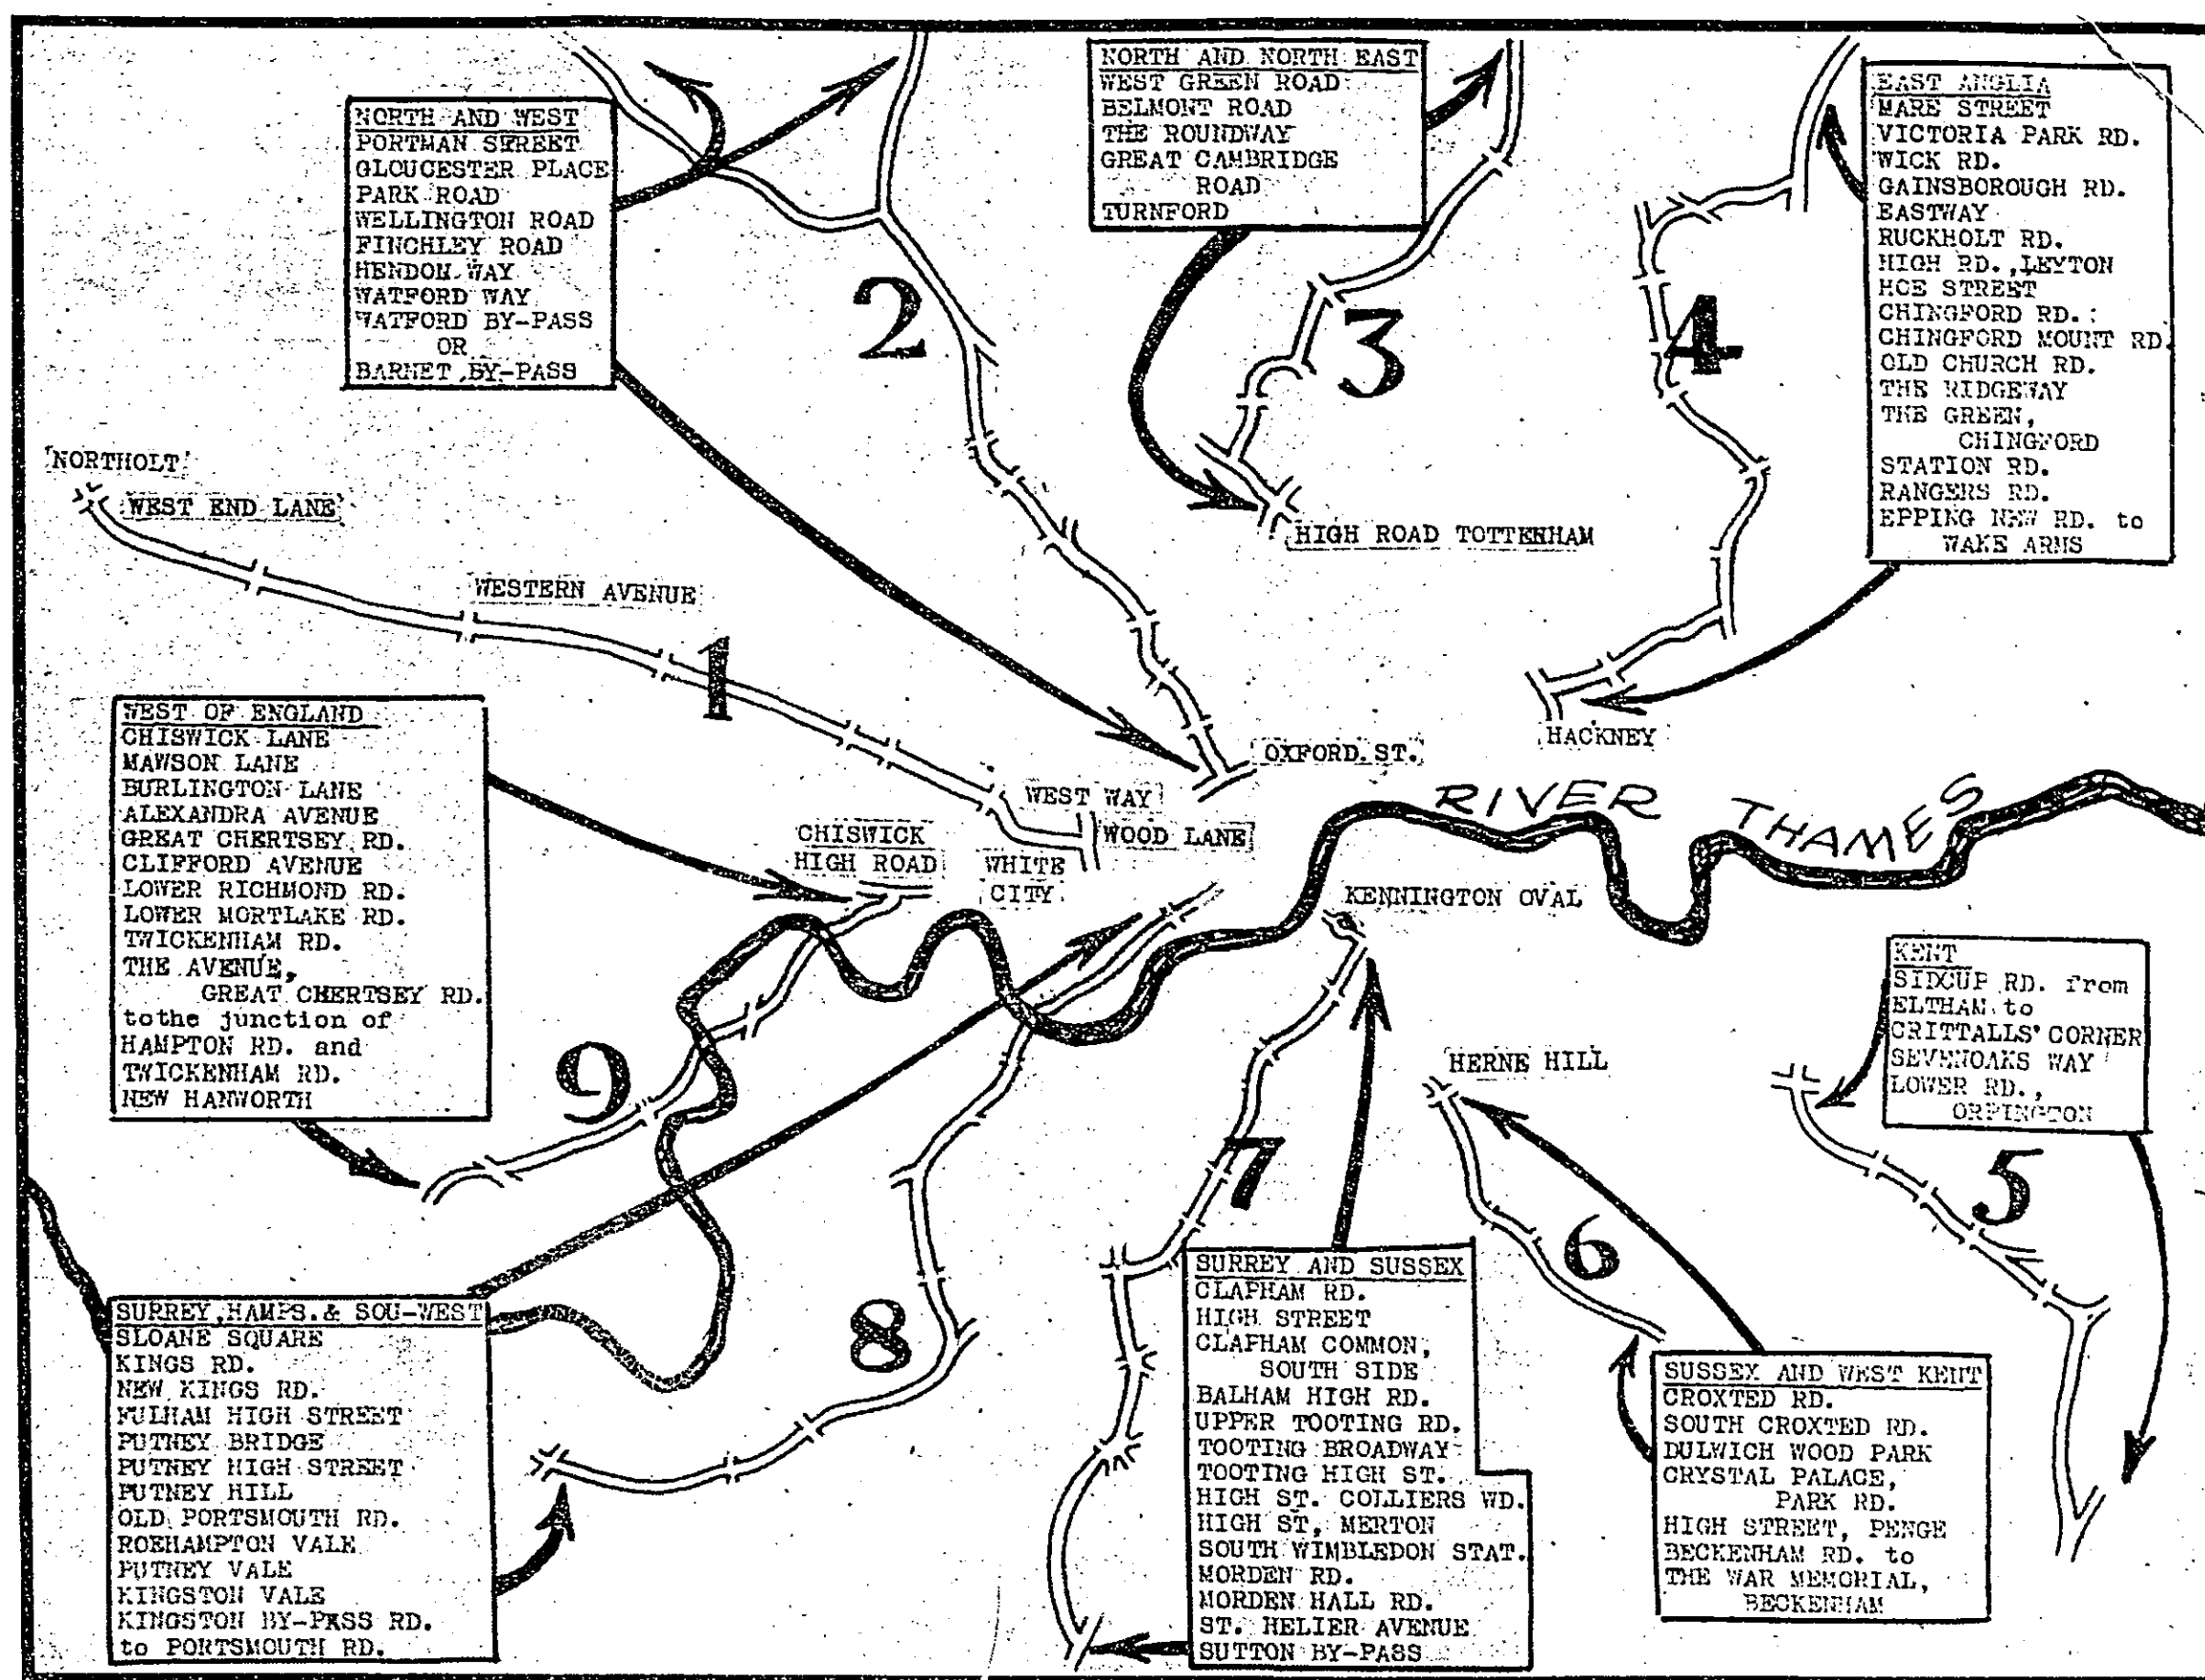 NORTH AND WEST
PORTMAN STREET
GLOUCESTER PLACE
PARK ROAD
WELLINGTON ROAD
FINCHLEY ROAD
HENDON WAY
WATFORD WAY
WATFORD BY-PASS
OR
BARNET BY-PASS
2
NORTH AND NORTH EAST
WEST GREEN ROAD
BELMONT ROAD
THE ROUNDWAY
GREAT CAMBRIDGE
ROAD
TURNFORD
3
HIGH ROAD TOTTENHAM
EAST ANGLIA
MARE STREET
VICTORIA PARK RD.
WICK RD.
GAINSBOROUGH RD.
EASTWAY
RUCKHOLT RD.
HIGH RD., LEYTON
HOE STREET
CHINGFORD RD.
CHINGFORD MOUNT RD.
OLD CHURCH RD.
THE RIDGEWAY
THE GREEN,
CHINGFORD
STATION RD.
RANGERS RD.
EPPING NEW RD. to
WAKE ARMS
4
HACKNEY
NORTHOLT
WEST END LANE
WESTERN AVENUE
1
OXFORD ST.
WEST WAY
WOOD LANE
WHITE
CITY
CHISWICK
HIGH ROAD
RIVER THAMES
WEST OF ENGLAND
CHISWICK LANE
MAWSON LANE
BURLINGTON LANE
ALEXANDRA AVENUE
GREAT CHERTSEY RD.
CLIFFORD AVENUE
LOWER RICHMOND RD.
LOWER MORTLAKE RD.
TWICKENHAM RD.
THE AVENUE,
GREAT CHERTSEY RD.
tothe junction of
HAMPTON RD. and
TWICKENHAM RD.
NEW HANWORTH
9
KENNINGTON OVAL
HERNE HILL
KENT
SIDCUP RD. from
ELTHAM to
CRITTALLS' CORNER
SEVENOAKS WAY
LOWER RD.,
ORPINGTON
5
7
6
8
SURREY, HAMPS. & SOU-WEST
SLOANE SQUARE
KINGS RD.
NEW KINGS RD.
FULHAM HIGH STREET
PUTNEY BRIDGE
PUTNEY HIGH STREET
PUTNEY HILL
OLD PORTSMOUTH RD.
ROEHAMPTON VALE
PUTNEY VALE
KINGSTON VALE
KINGSTON BY-PASS RD.
to PORTSMOUTH RD.
SURREY AND SUSSEX
CLAPHAM RD.
HIGH STREET
CLAPHAM COMMON,
SOUTH SIDE
BALHAM HIGH RD.
UPPER TOOTING RD.
TOOTING BROADWAY
TOOTING HIGH ST.
HIGH ST. COLLIERS WD.
HIGH ST, MERTON
SOUTH WIMBLEDON STAT.
MORDEN RD.
MORDEN HALL RD.
ST. HELIER AVENUE
SUTTON BY-PASS
SUSSEX AND WEST KENT
CROXTED RD.
SOUTH CROXTED RD.
DULWICH WOOD PARK
CRYSTAL PALACE,
PARK RD.
HIGH STREET, PENGE
BECKENHAM RD. to
THE WAR MEMORIAL,
BECKENHAM